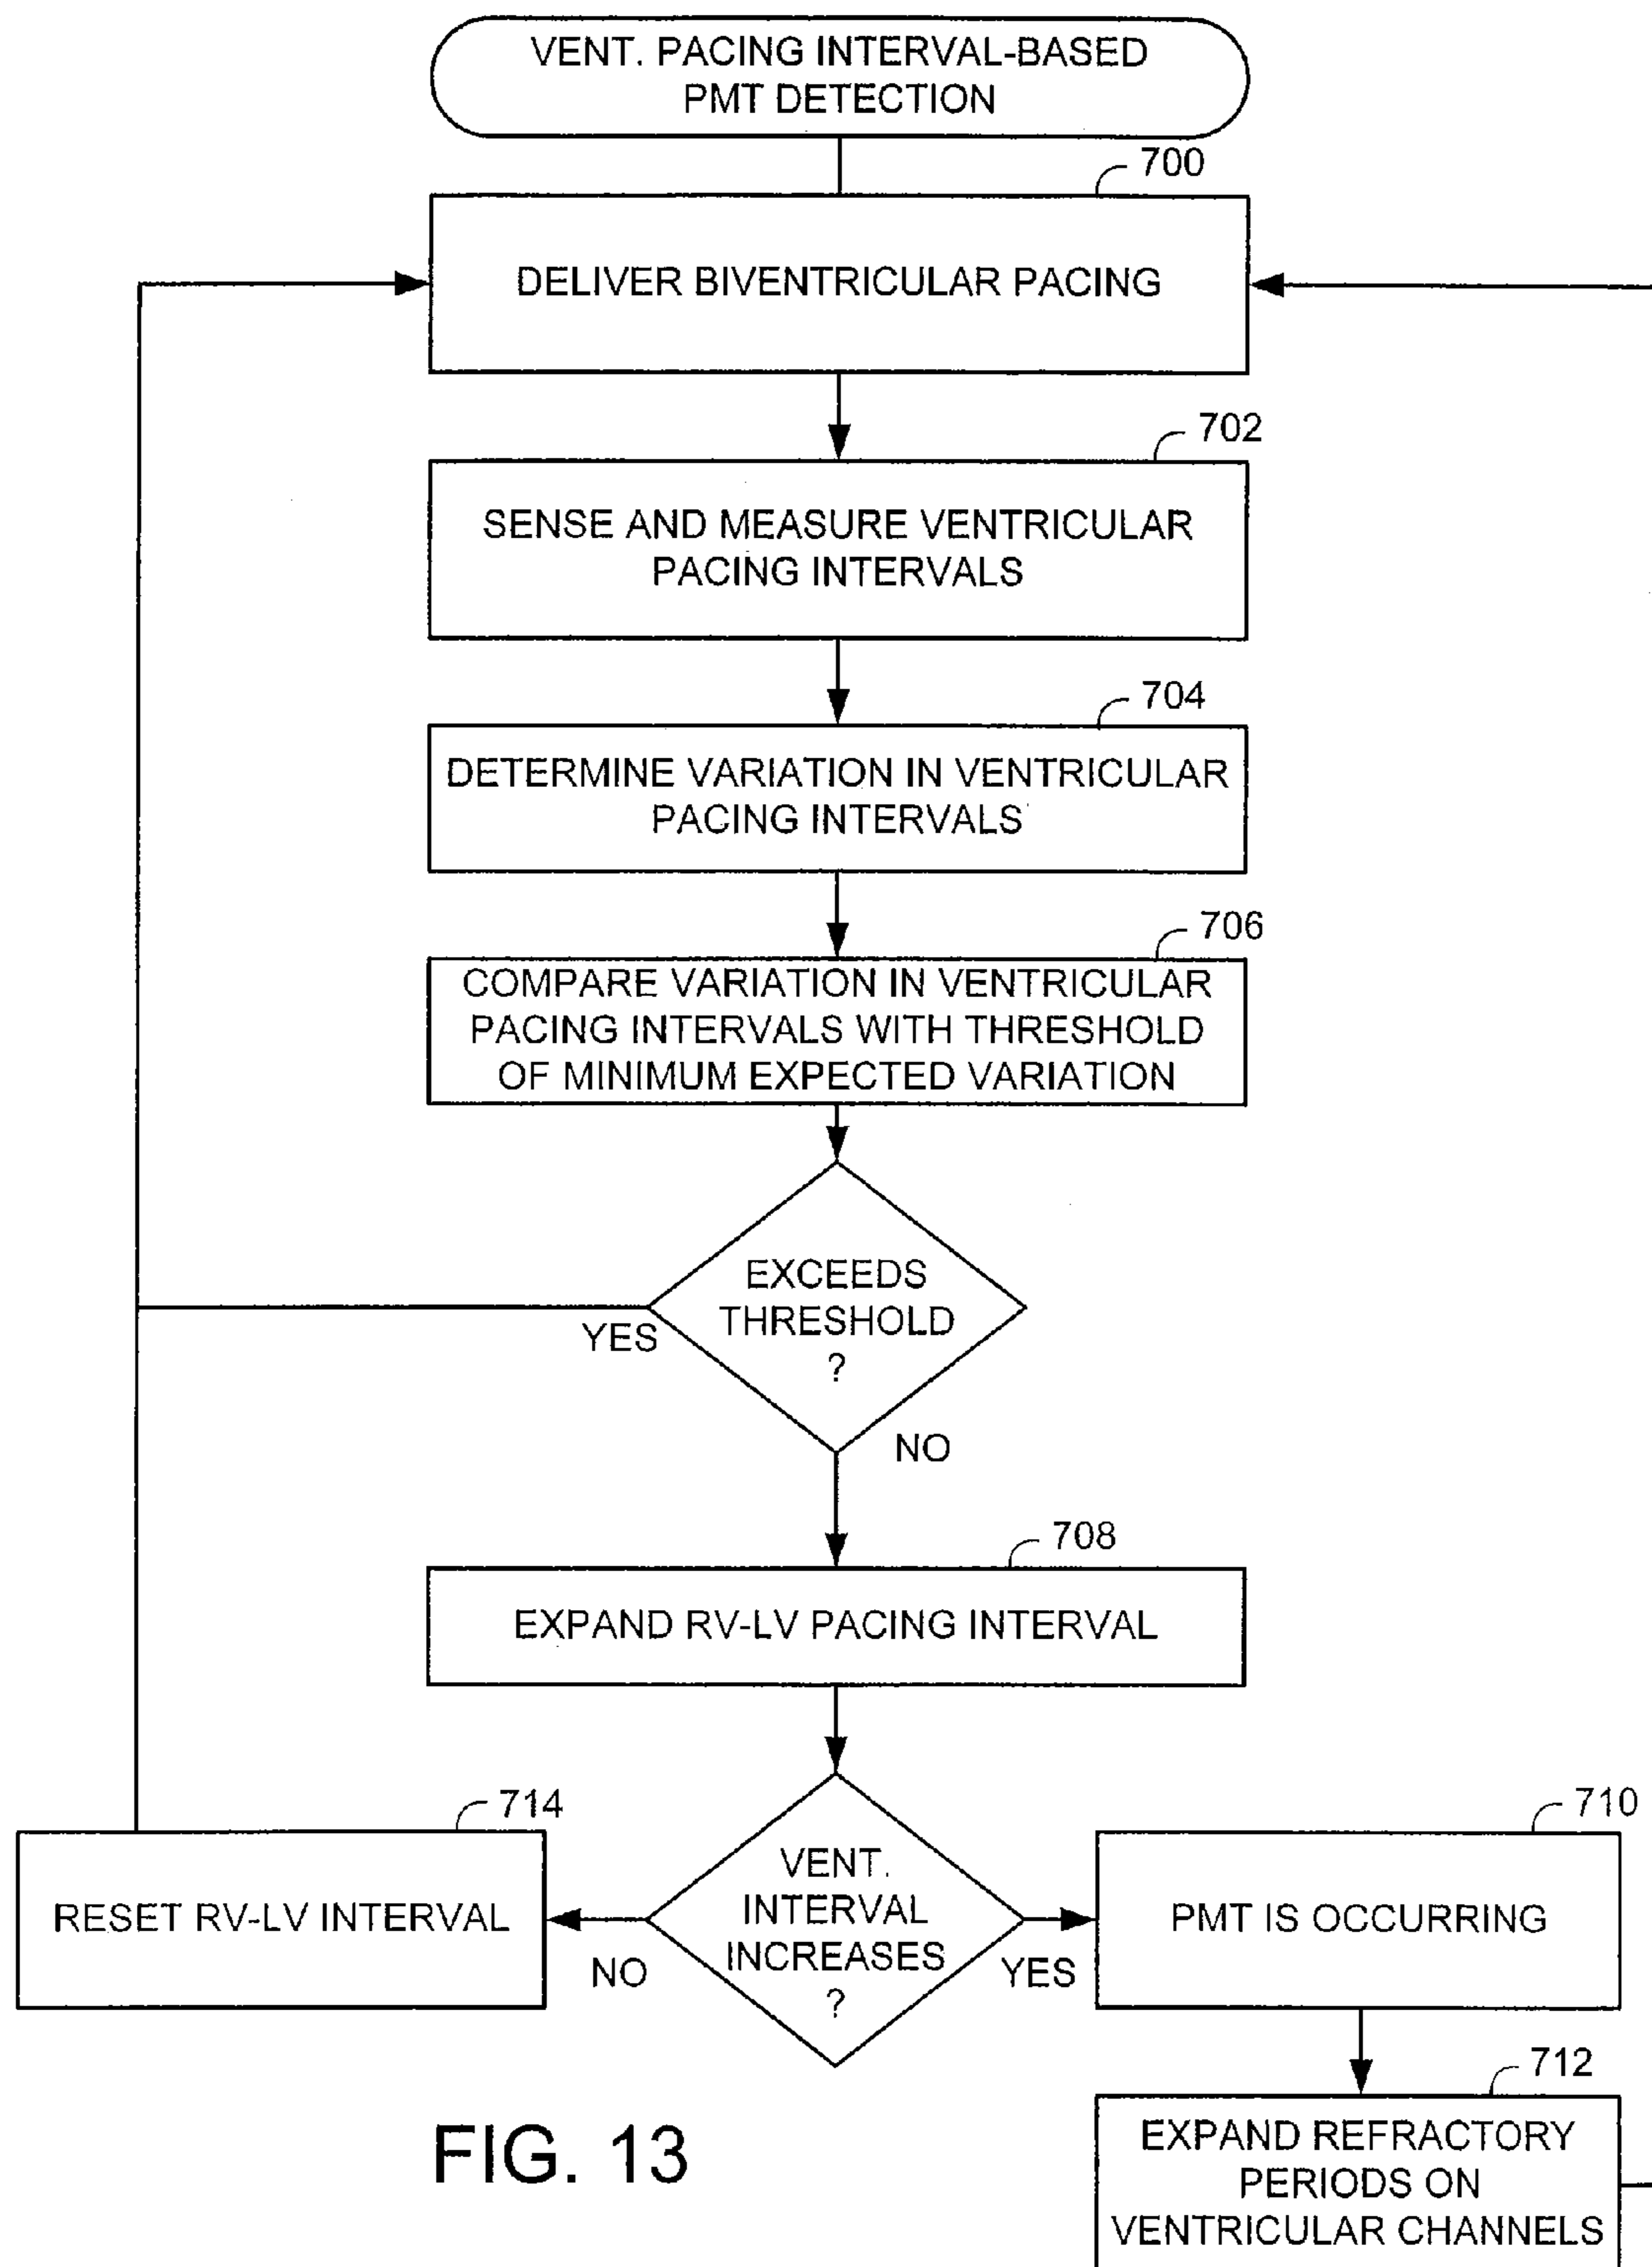 VENT. PACING INTERVAL-BASED
PMT DETECTION
700
DELIVER BIVENTRICULAR PACING
702
SENSE AND MEASURE VENTRICULAR
PACING INTERVALS
704
DETERMINE VARIATION IN VENTRICULAR
PACING INTERVALS
706
COMPARE VARIATION IN VENTRICULAR
PACING INTERVALS WITH THRESHOLD
OF MINIMUM EXPECTED VARIATION
EXCEEDS
THRESHOLD
?
YES
NO
708
EXPAND RV-LV PACING INTERVAL
714
RESET RV-LV INTERVAL
VENT.
INTERVAL
INCREASES
?
NO
YES
710
PMT IS OCCURRING
712
EXPAND REFRACTORY
PERIODS ON
VENTRICULAR CHANNELS
FIG. 13